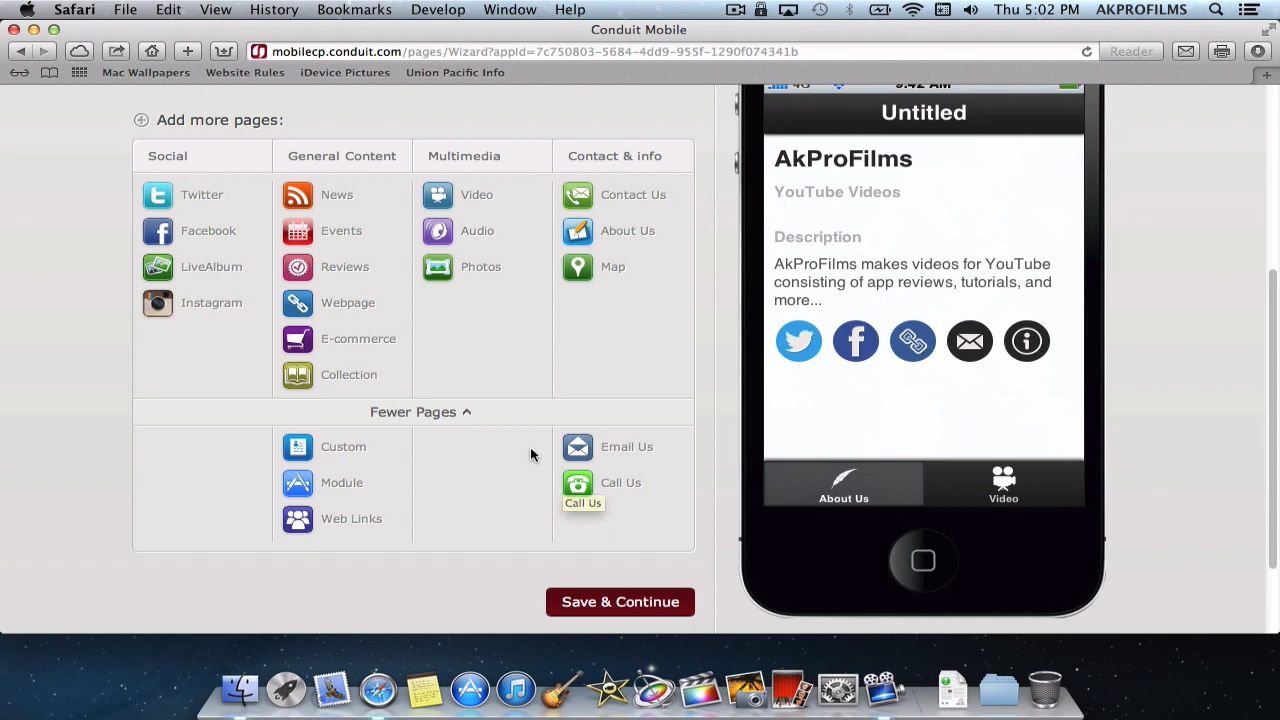 Safari File Edit View History Bookmarks Develop Window Help Thu 5:02 PM AKPROFILMS
Conduit Mobile
mobilecp.conduit.com/pages/Wizard?appId=7c750803-5684-4dd9-955f-1290f074341b Reader
Mac Wallpapers Website Rules iDevice Pictures Union Pacific Info
Add more pages:
Social General Content Multimedia Contact & info
Twitter News Video Contact Us
Facebook Events Audio About Us
LiveAlbum Reviews Photos Map
Instagram Webpage
E-commerce
Collection
Fewer Pages
Custom Email Us
Module Call Us
Call Us
Web Links
Save & Continue
4G 9:42 AM
Untitled
AkProFilms
YouTube Videos
Description
AkProFilms makes videos for YouTube
consisting of app reviews, tutorials, and
more...
About Us Video